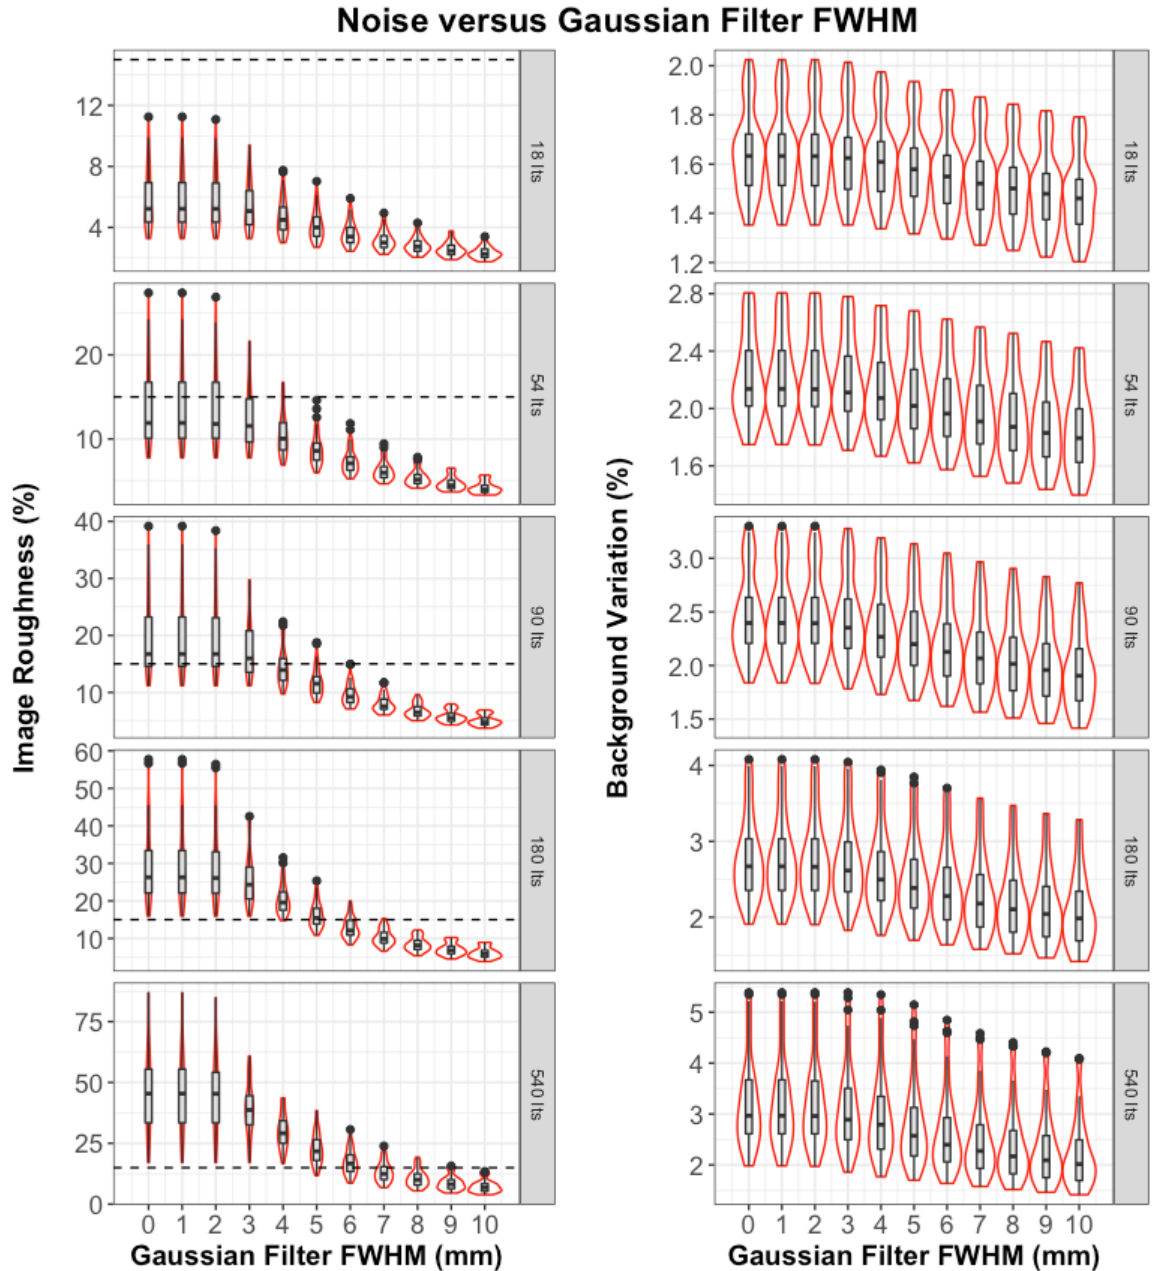 Noise versus Gaussian Filter FWHM
Image Roughness (%)
12
8
4
18 Its
20
10
54 Its
40
30
20
10
90 Its
60
50
40
30
20
10
180 Its
75
50
25
0
540 Its
0 1 2 3 4 5 6 7 8 9 10
Gaussian Filter FWHM (mm)
Background Variation (%)
2.0
1.8
1.6
1.4
1.2
18 Its
2.8
2.4
2.0
1.6
54 Its
3.0
2.5
2.0
1.5
90 Its
4
3
2
180 Its
5
4
3
2
540 Its
0 1 2 3 4 5 6 7 8 9 10
Gaussian Filter FWHM (mm)